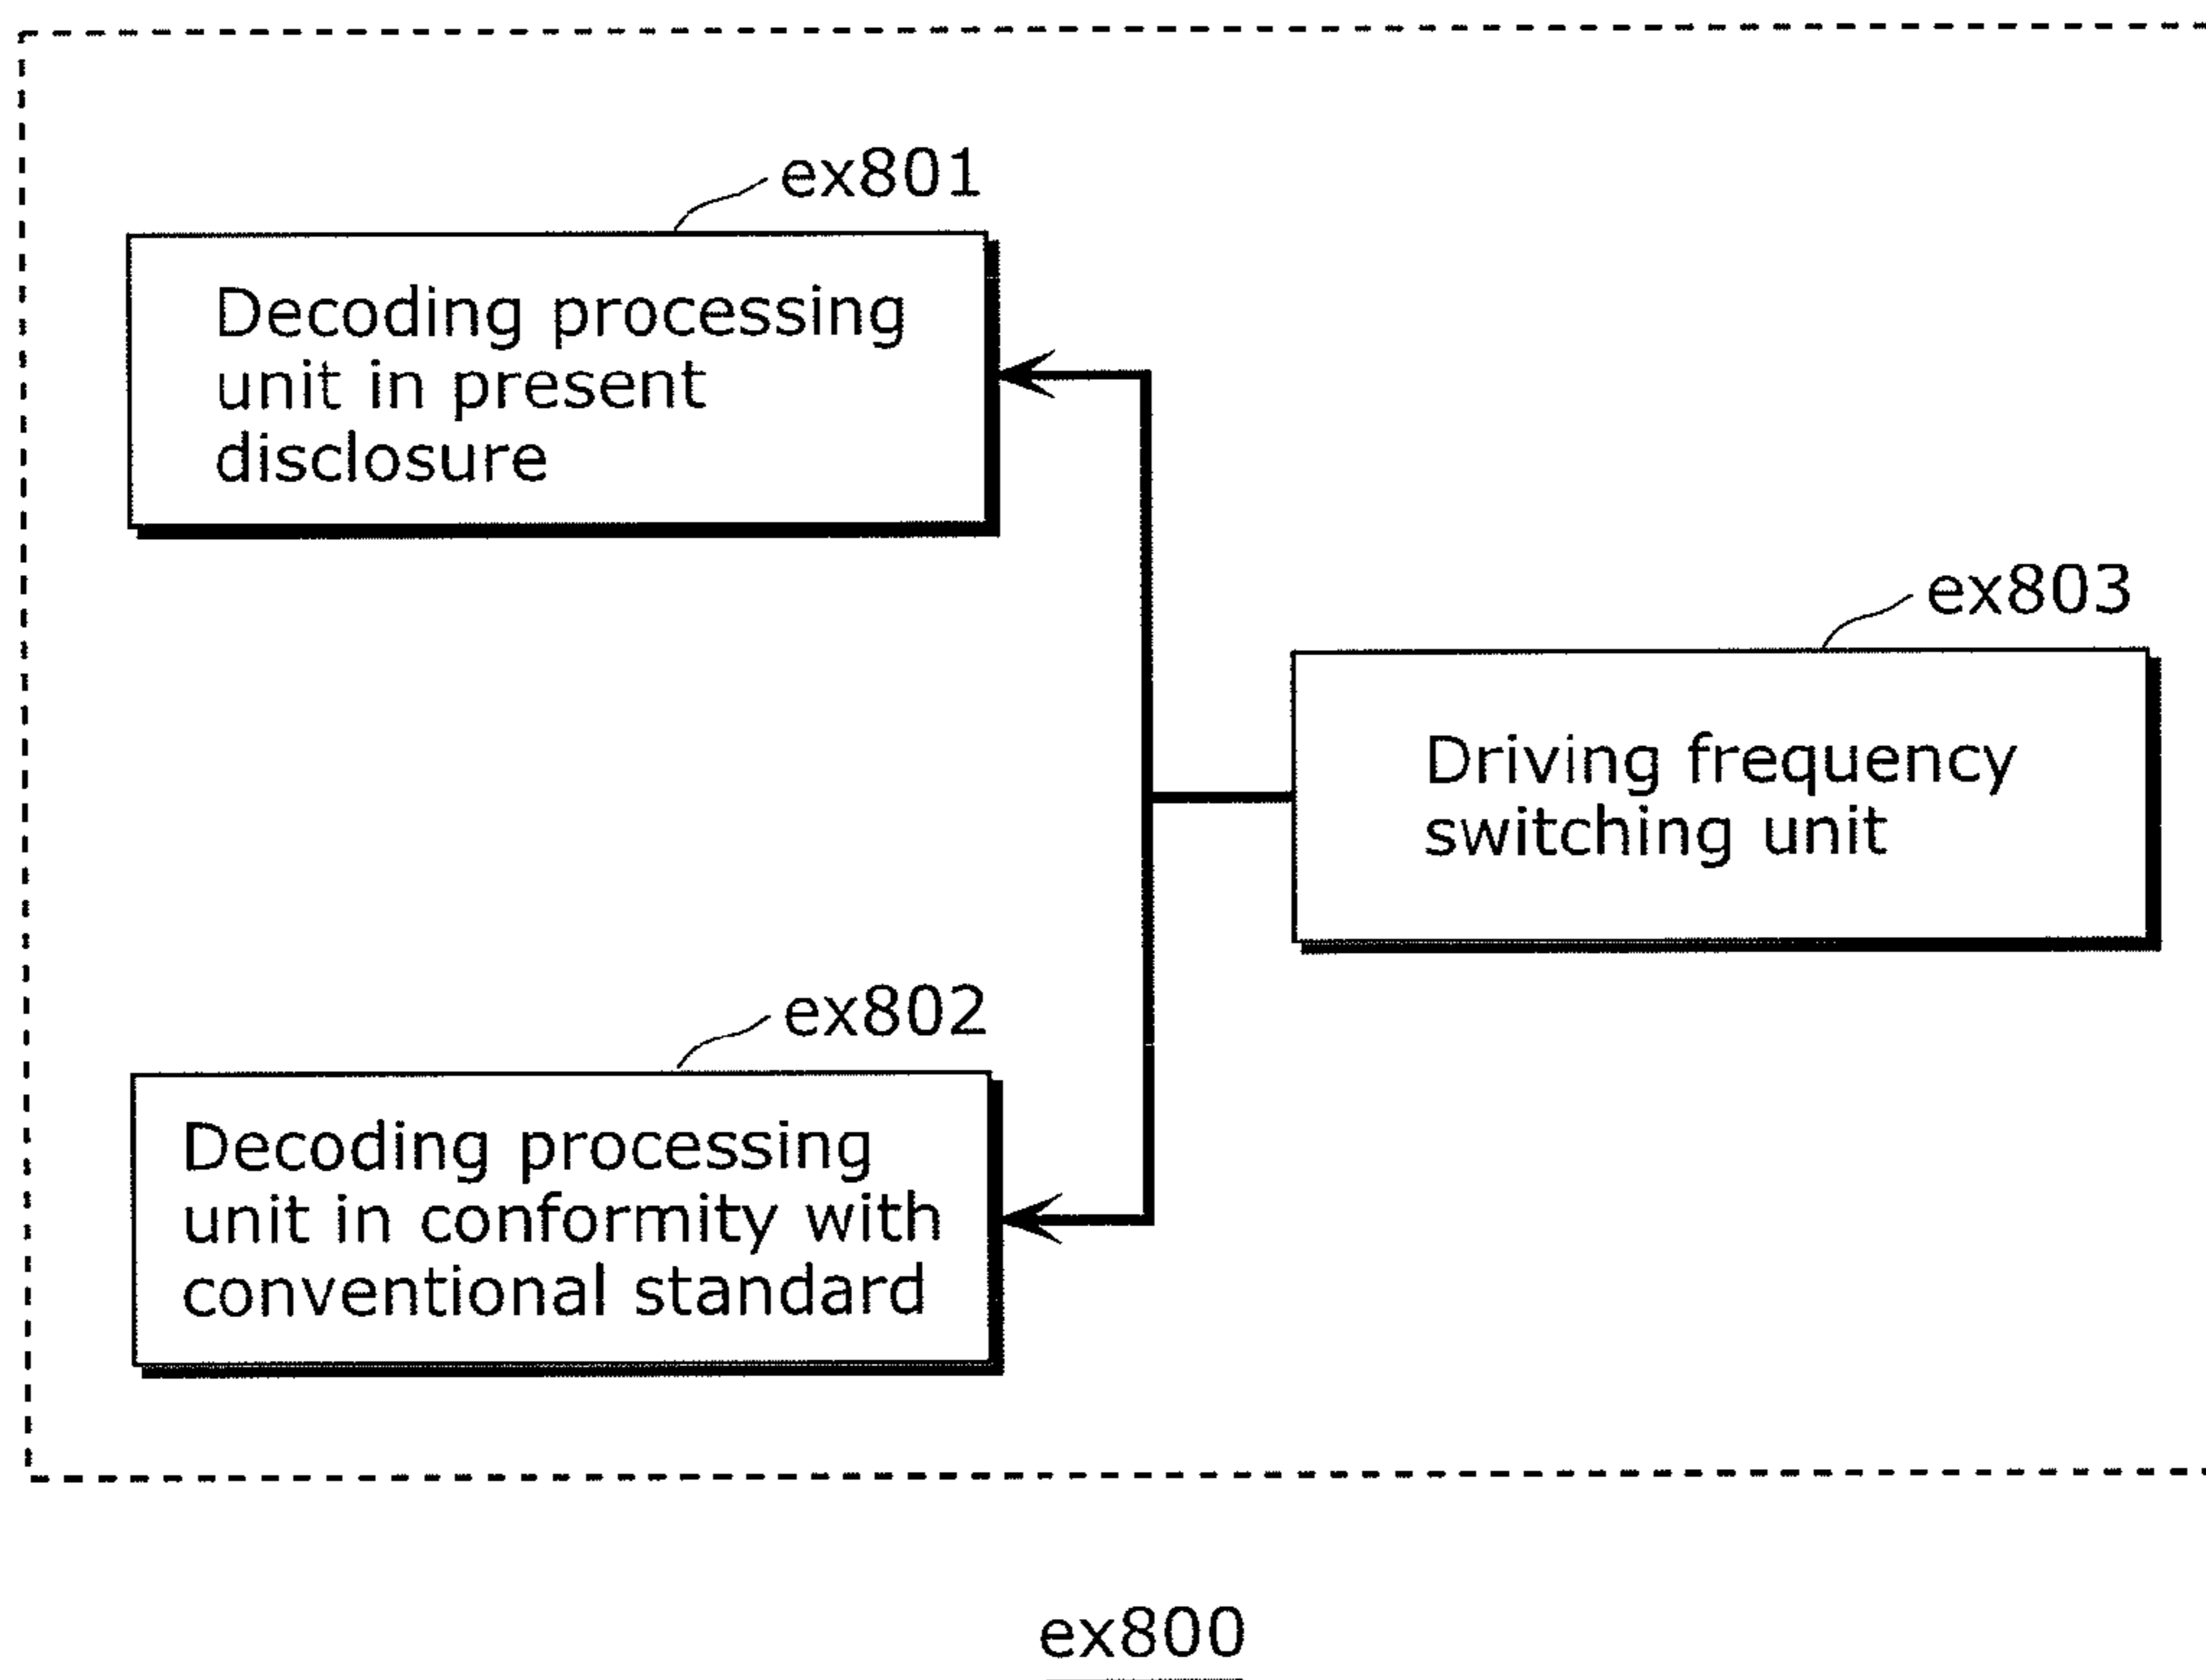 ex801
Decoding processing
unit in present
disclosure
ex803
Driving frequency
switching unit
ex802
Decoding processing
unit in conformity with
conventional standard
ex800